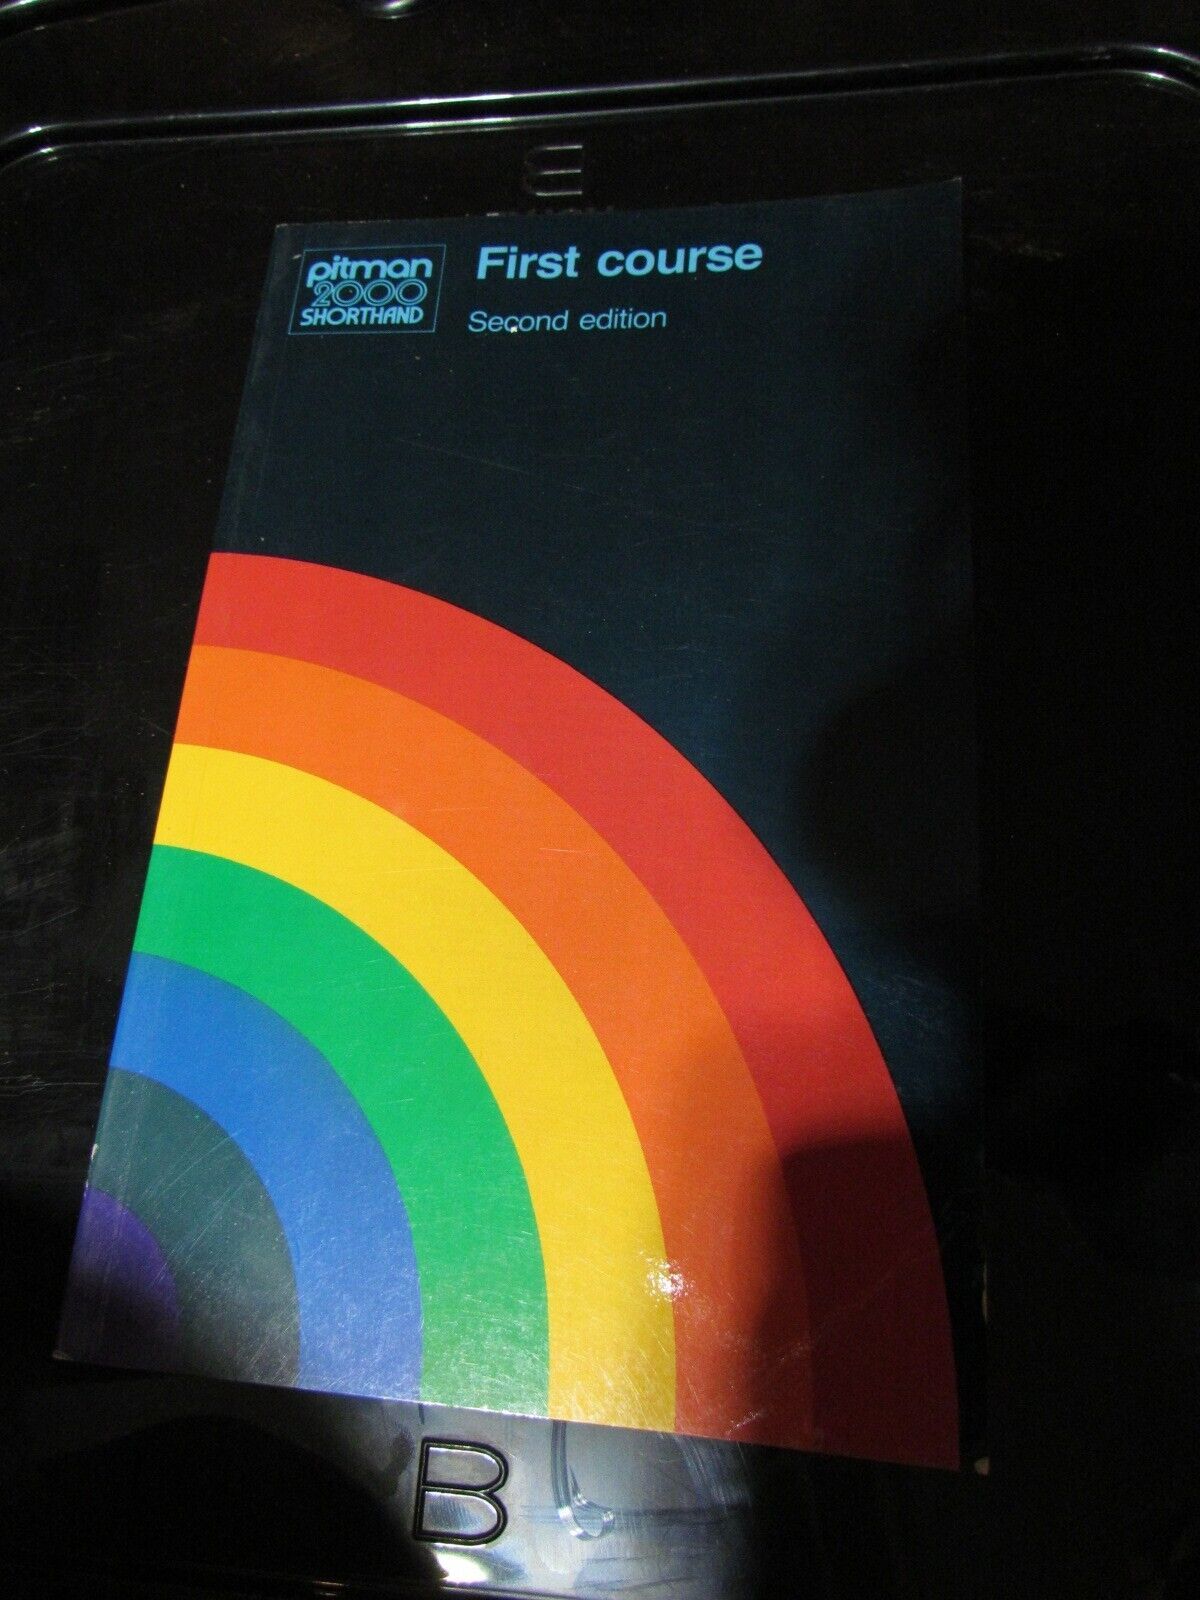 pitman
2000
SHORTHAND
First course
Second edition
B